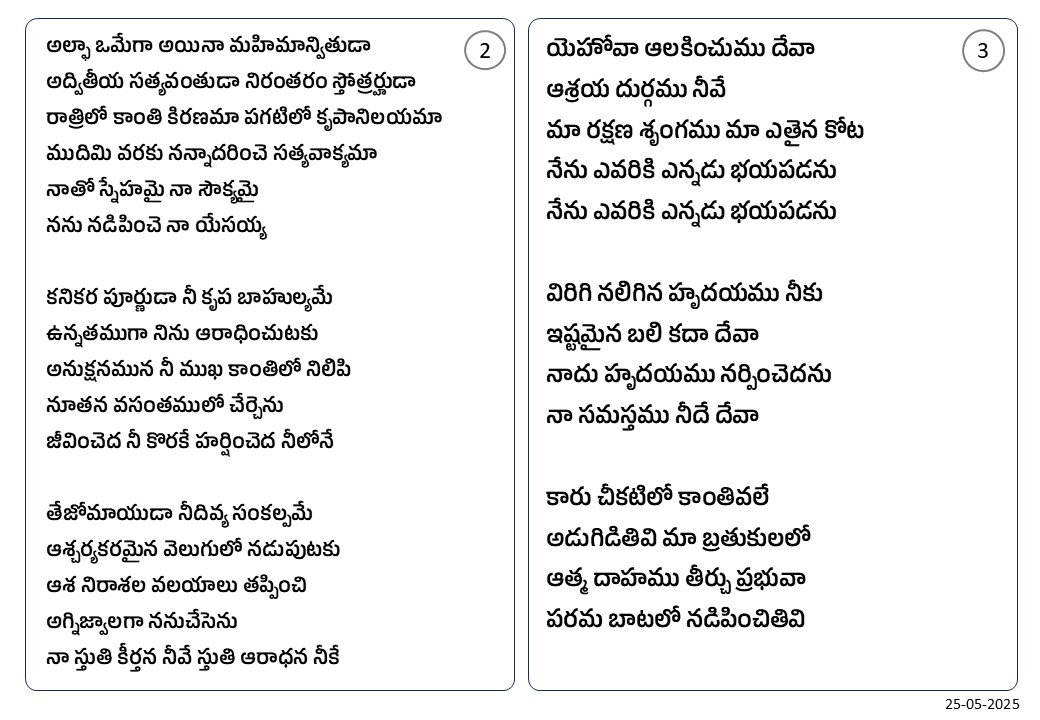 అల్ఫా ఒమేగా అయినా మహిమాన్వితుడా
2
అద్వితీయ సత్యవంతుడా నిరంతరం స్తోత్రర్హుడా
రాత్రిలో కాంతి కిరణమా పగటిలో కృపానిలయమా
ముదిమి వరకు నన్నాదరించె సత్యవాక్యమా
నాతో స్నేహమై నా సౌక్యమై
నను నడిపించె నా యేసయ్య
కనికర పూర్ణుడా నీ కృప బాహుల్యమే
ఉన్నతముగా నిను ఆరాధించుటకు
అనుక్షనమున నీ ముఖ కాంతిలో నిలిపి
నూతన వసంతములో చేర్చెను
జీవించెద నీ కొరకే హర్షించెద నీలోనే
తేజోమాయుడా నీదివ్య సంకల్పమే
ఆశ్చర్యకరమైన వెలుగులో నడుపుటకు
ఆశ నిరాశల వలయాలు తప్పించి
అగ్నిజ్వాలగా ననుచేసెను
నా స్తుతి కీర్తన నీవే స్తుతి ఆరాధన నీకే
యెహోవా ఆలకించుము దేవా
3
ఆశ్రయ దుర్గము నీవే
మా రక్షణ శృంగము మా ఎతైన కోట
నేను ఎవరికి ఎన్నడు భయపడను
నేను ఎవరికి ఎన్నడు భయపడను
విరిగి నలిగిన హృదయము నీకు
ఇష్టమైన బలి కదా దేవా
నాదు హృదయము నర్పించెదను
నా సమస్తము నీదే దేవా
కారు చీకటిలో కాంతివలే
అడుగిడితివి మా బ్రతుకులలో
ఆత్మ దాహము తీర్చు ప్రభువా
పరమ బాటలో నడిపించితివి
25-05-2025